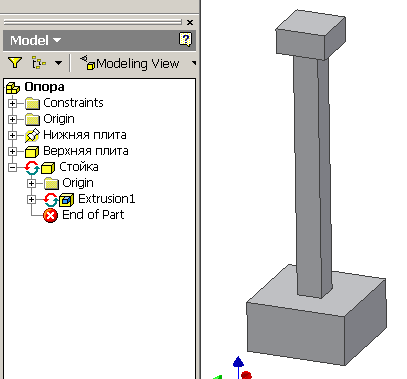 Model
Modeling View
Опора
Constraints
Origin
Нижняя плита
Верхняя плита
Стойка
Origin
Extrusion1
End of Part